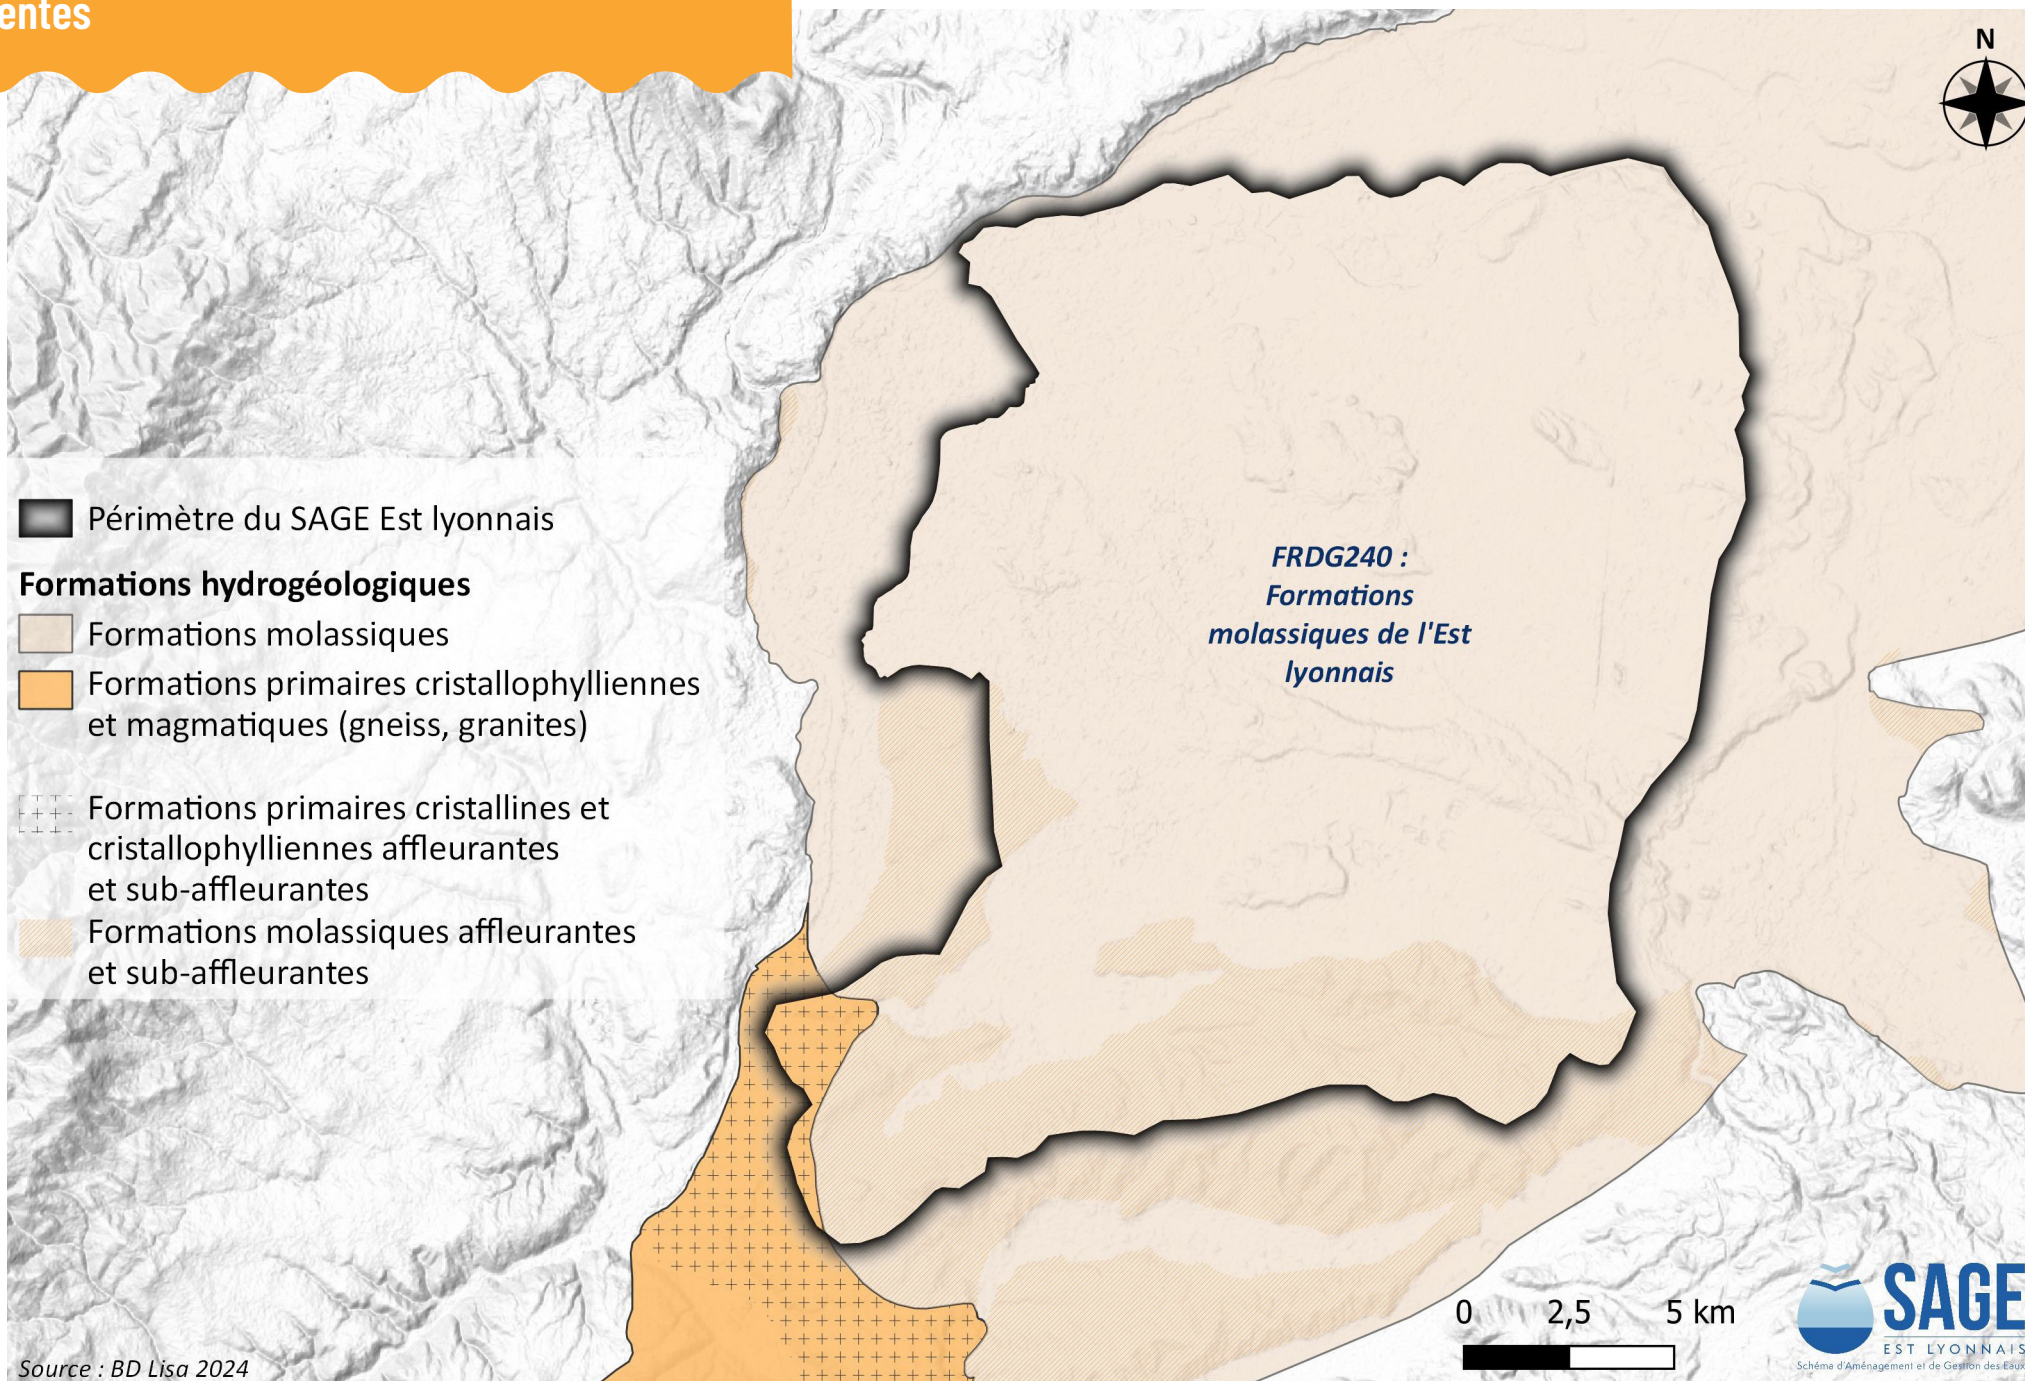 N
Périmètre du SAGE Est lyonnais
Formations hydrogéologiques
Formations molassiques
Formations primaires cristallophylliennes
et magmatiques (gneiss, granites)
Formations primaires cristallines et
cristallophylliennes affleurantes
et sub-affleurantes
Formations molassiques affleurantes
et sub-affleurantes
FRDG240 :
Formations
molassiques de l'Est
lyonnais
0 2,5 5 km
Source : BD Lisa 2024
SAGE
EST LYONNAIS
Schéma d'Aménagement et de Gestion des Eaux